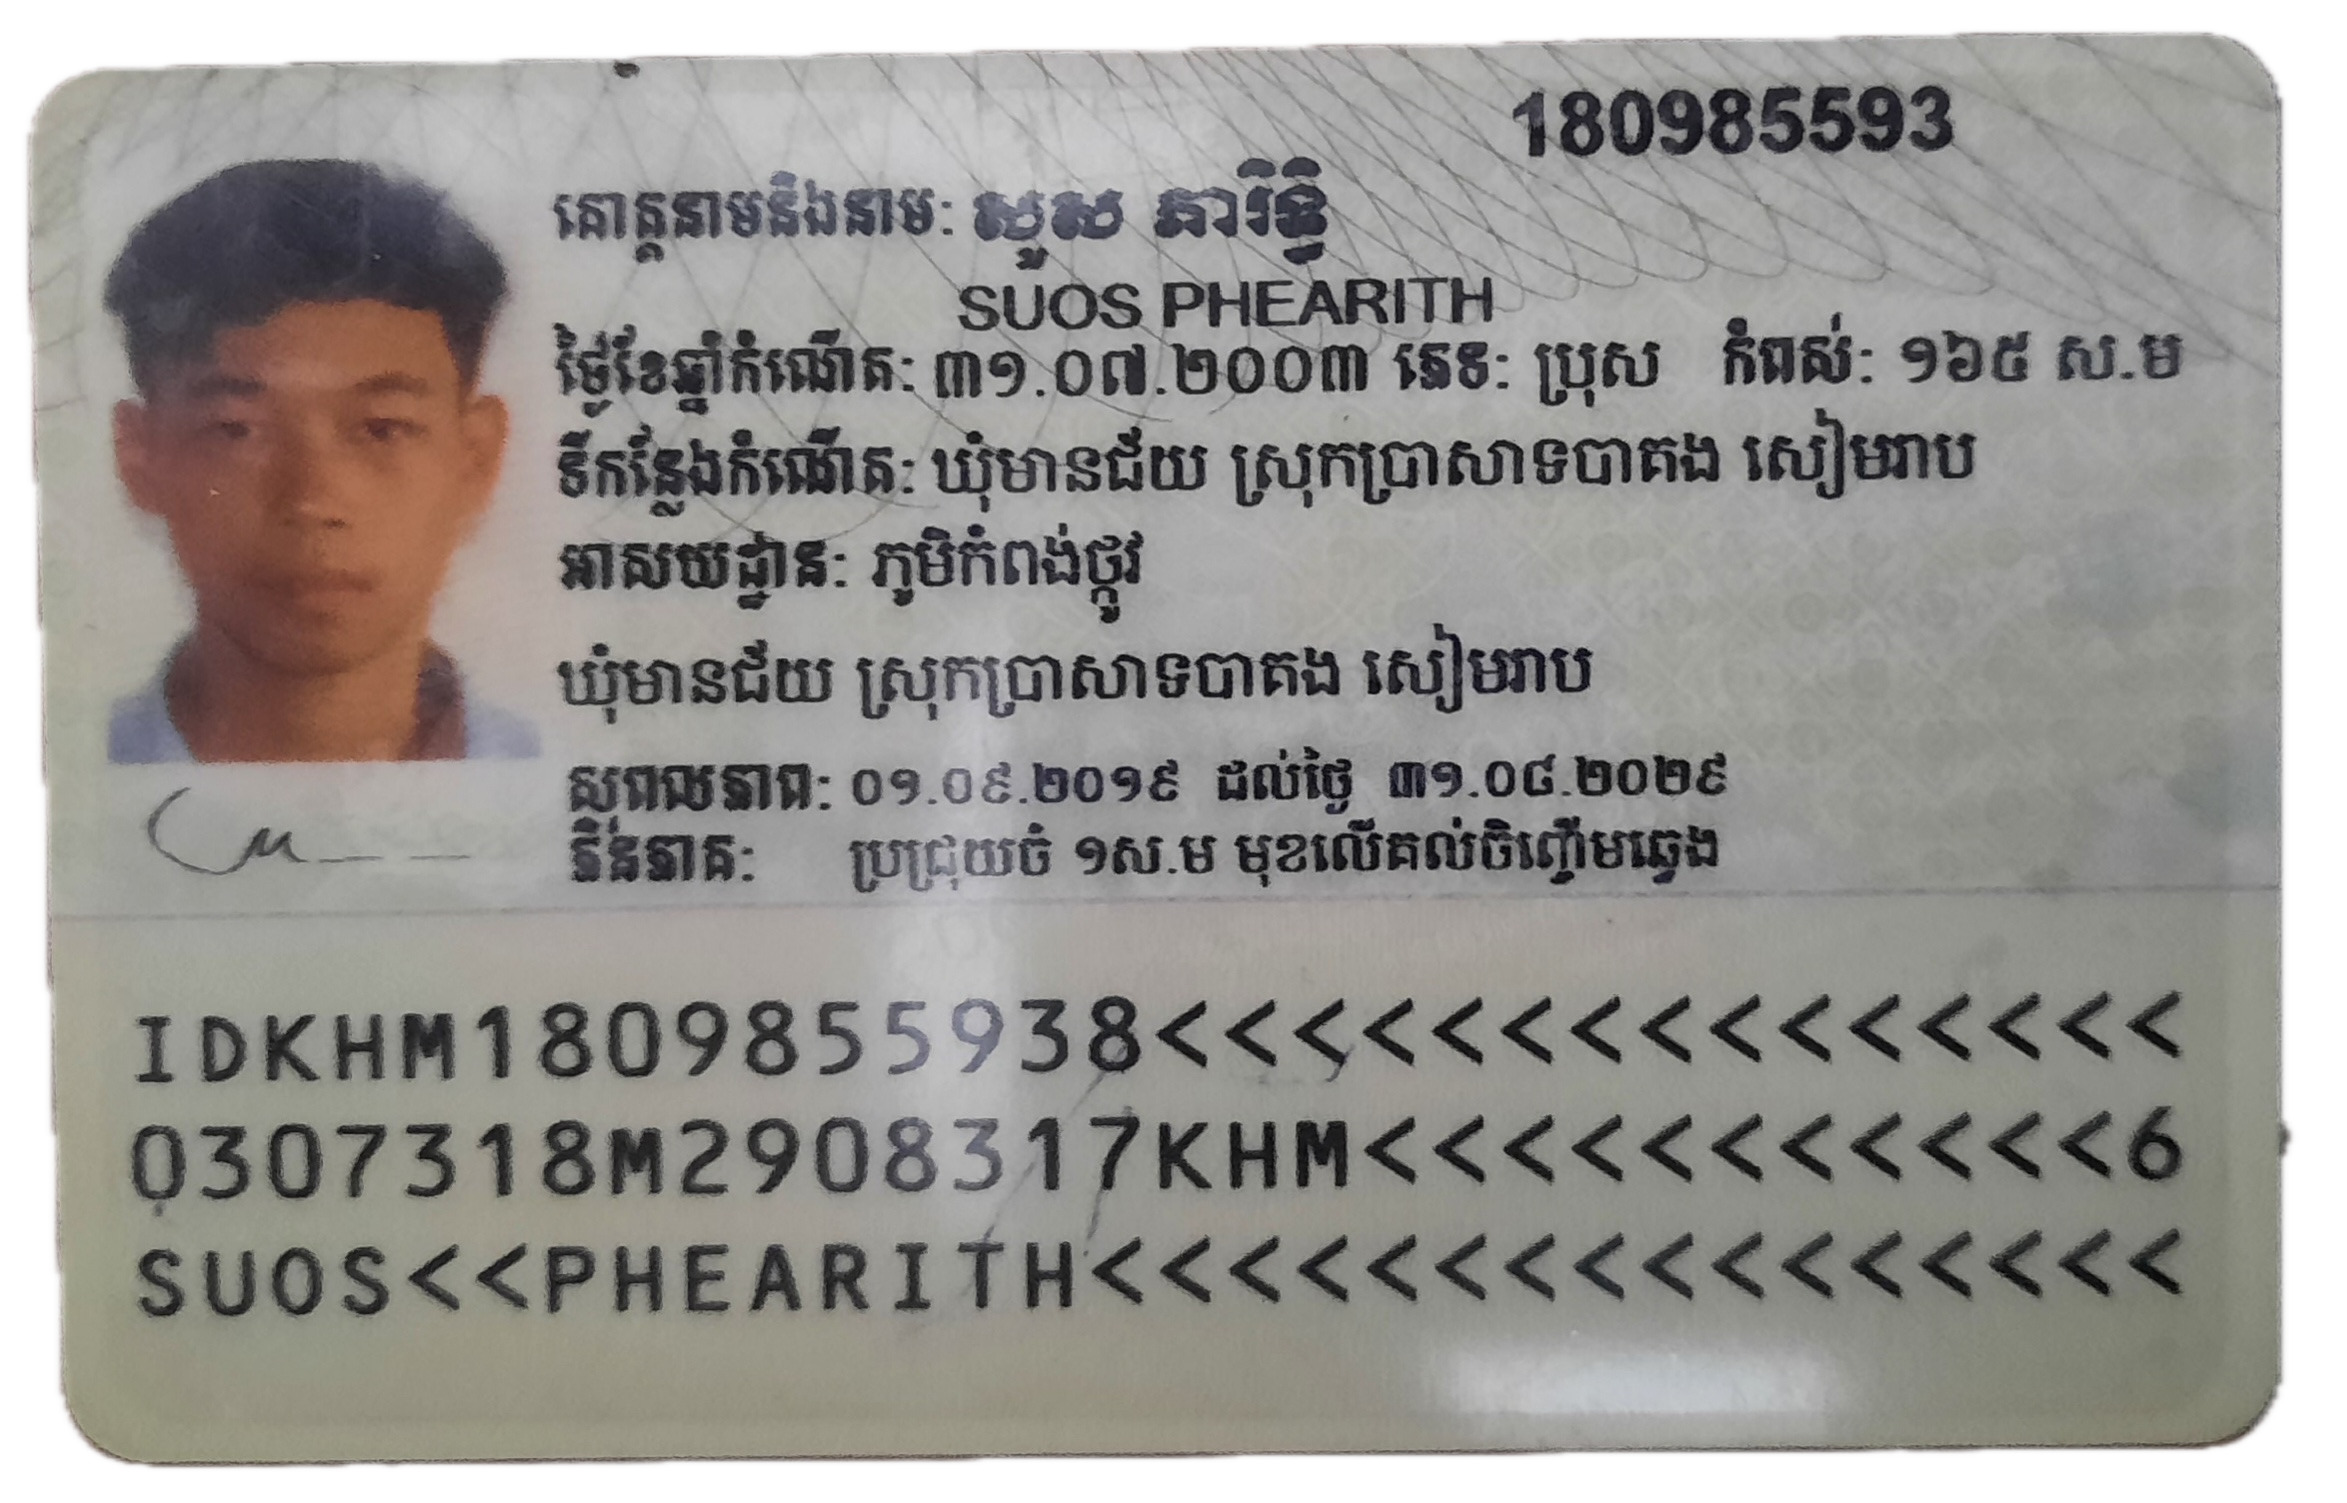 180985593
គោត្តនាមនិងនាម: សួស ភារិទ្ធិ
SUOS PHEARITH
ថ្ងៃខែឆ្នាំកំណើត: ៣១.០៧.២០០៣ ភេទ: ប្រុស កំពស់: ១៦៥ ស.ម
ទីកន្លែងកំណើត: ឃុំមានជ័យ ស្រុកប្រាសាទបាគង សៀមរាប
អាសយដ្ឋាន: ភូមិកំពង់ថ្កូវ
ឃុំមានជ័យ ស្រុកប្រាសាទបាគង សៀមរាប
សុពលភាព: ០១.០៩.២០១៩ ដល់ថ្ងៃ ៣១.០៨.២០២៩
ភិនភាគ: ប្រជ្រុយចំ ១ស.ម មុខលើគល់ចិញ្ចើមឆ្វេង
IDKHM1809855938<<<<<<<<<<<<<<<
0307318M2908317KHM<<<<<<<<<<<6
SUOS<<PHEARITH<<<<<<<<<<<<<<<<